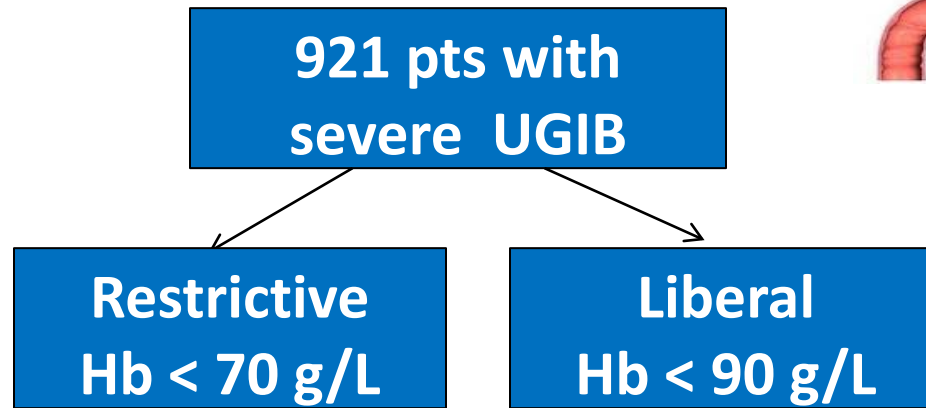 921 pts with
severe UGIB
Restrictive
Hb < 70 g/L
Liberal
Hb < 90 g/L